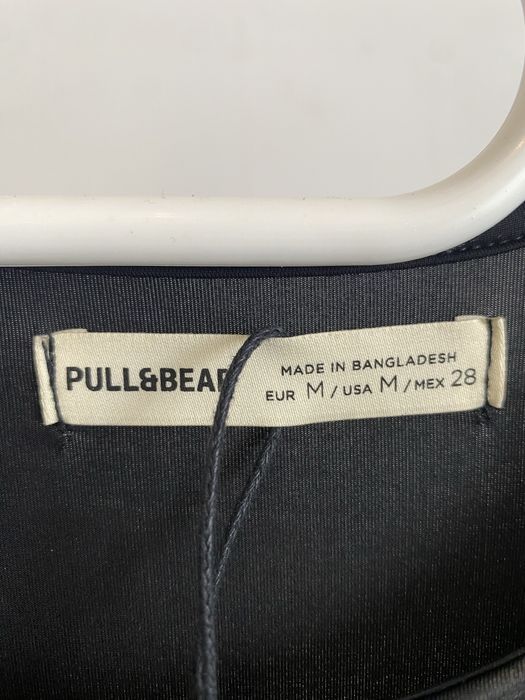 PULL&BEAR
MADE IN BANGLADESH
EUR M / USA M / MEX 28